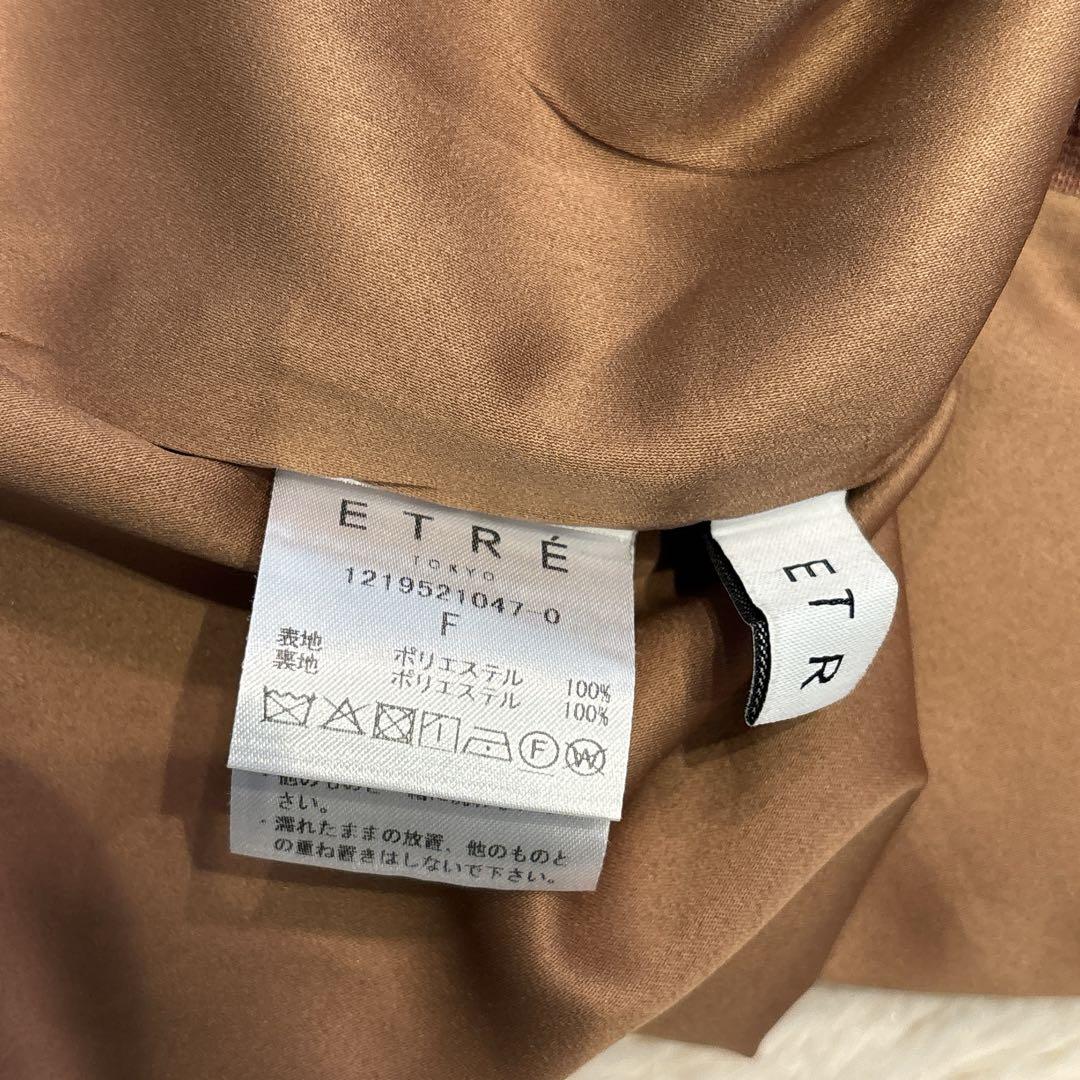 ETRÉ
TOKYO
1219521047-0
F
表地 ポリエステル 100%
裏地 ポリエステル 100%
F W
さい。
・濡れたままの放置、他のものと
の重ね置きはしないで下さい。
ETR